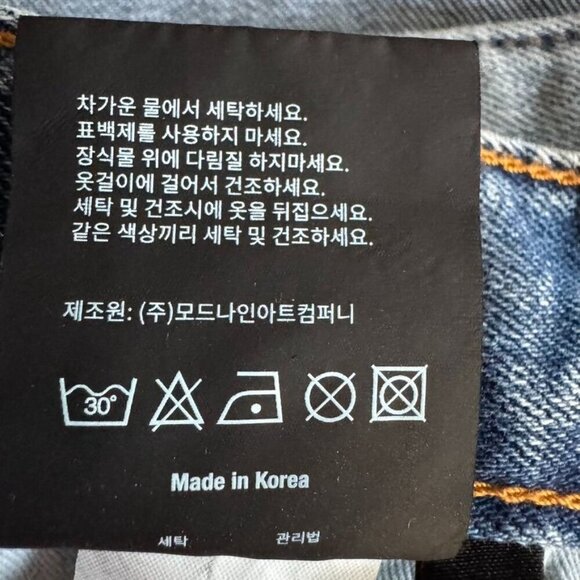 차가운 물에서 세탁하세요.
표백제를 사용하지 마세요.
장식물 위에 다림질 하지마세요.
옷걸이에 걸어서 건조하세요.
세탁 및 건조시에 옷을 뒤집으세요.
같은 색상끼리 세탁 및 건조하세요.
제조원: (주)모드나인아트컴퍼니
30°
Made in Korea
세탁 관리법